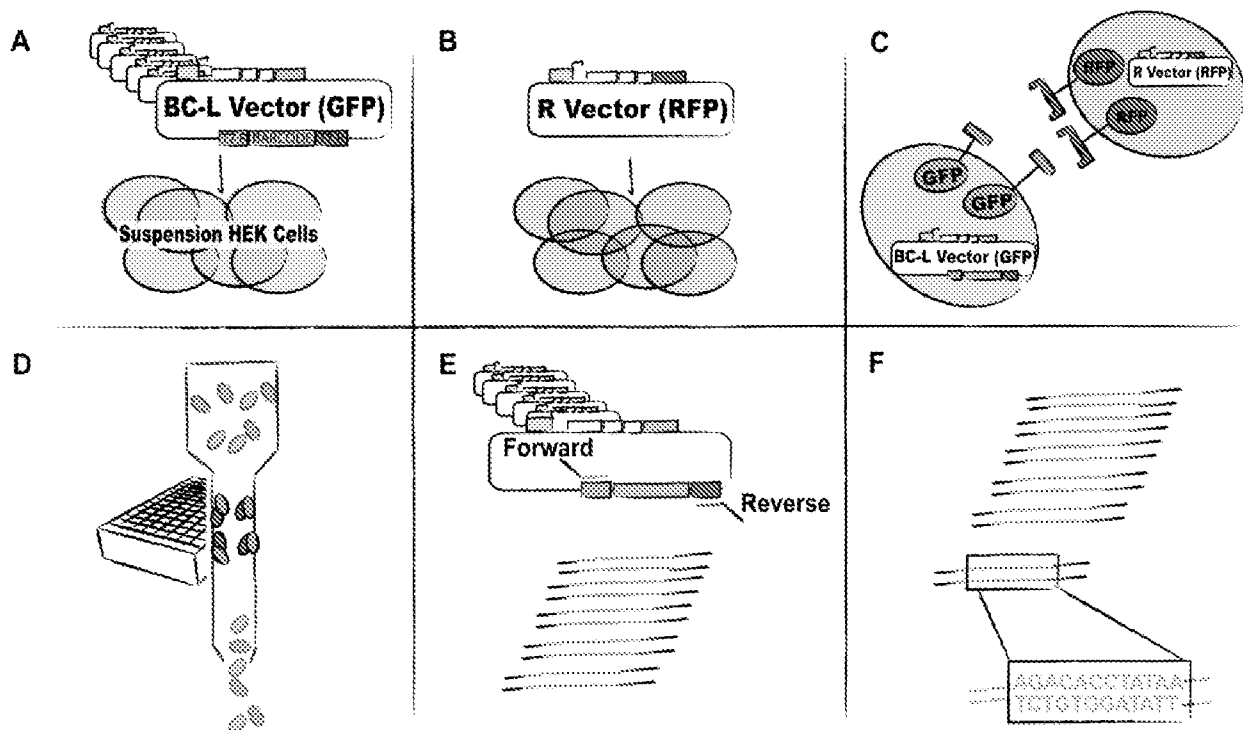 A
BC-L Vector (GFP)
BARCODE
Suspension HEK Cells
B
R Vector (RFP)
C
RFP
R Vector (RFP)
RFP
GFP
GFP
BC-L Vector (GFP)
D
E
Forward
Reverse
F
AGACACCTATAA
TCTGTGGATATT